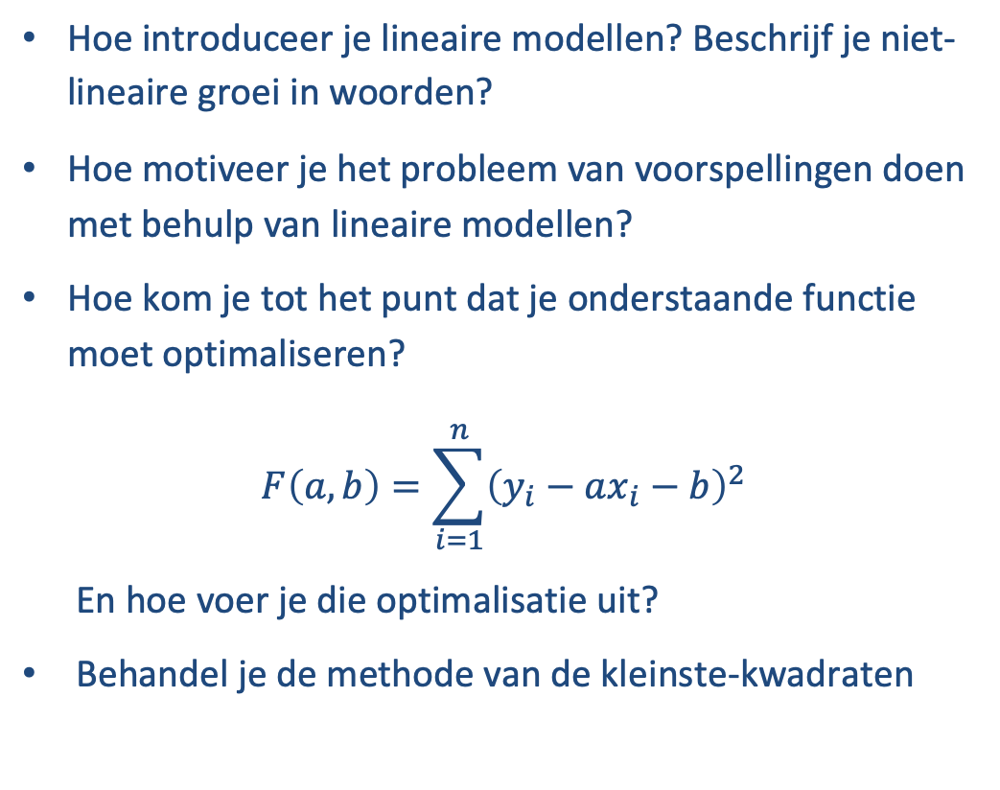 • Hoe introduceer je lineaire modellen? Beschrijf je niet-
lineaire groei in woorden?
• Hoe motiveer je het probleem van voorspellingen doen
met behulp van lineaire modellen?
• Hoe kom je tot het punt dat je onderstaande functie
moet optimaliseren?
F(a, b) = ∑_{i=1}^{n} (y_i − ax_i − b)^2
En hoe voer je die optimalisatie uit?
• Behandel je de methode van de kleinste-kwadraten